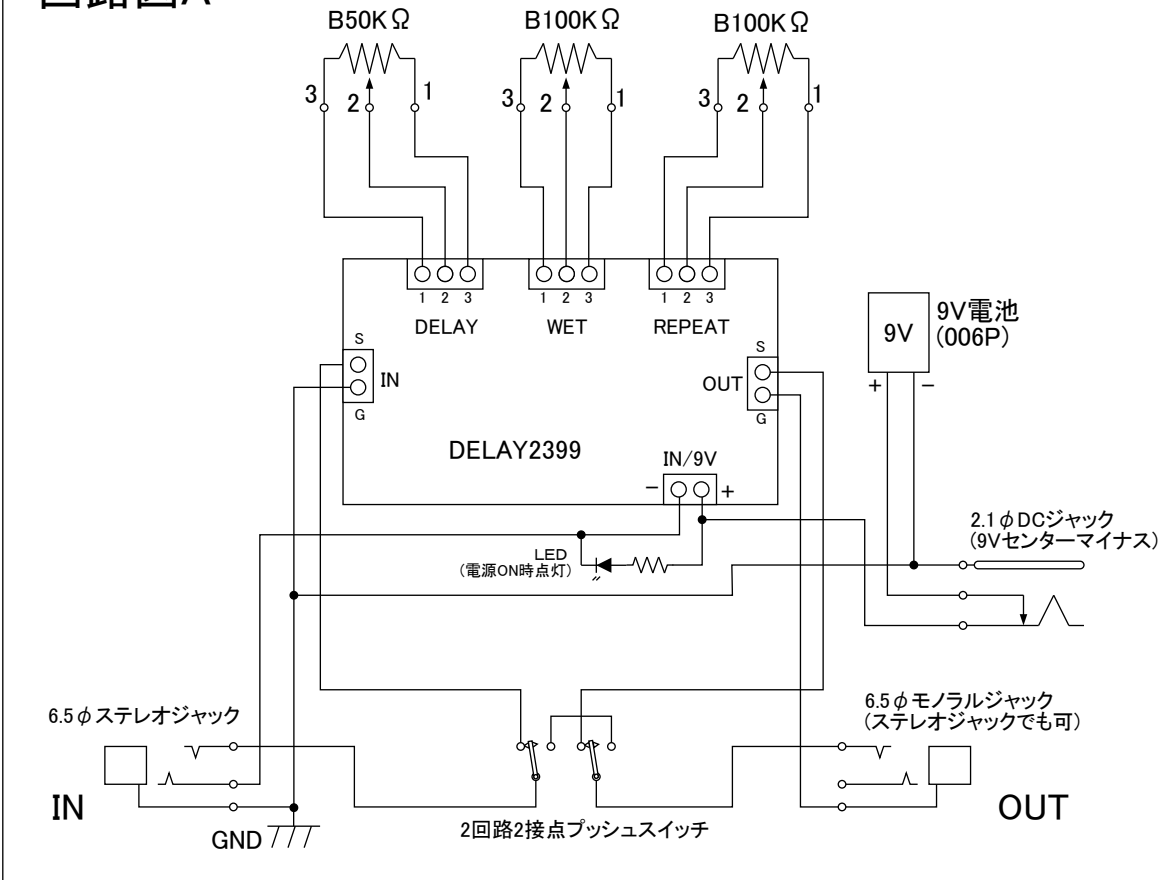 回路図A
B50KΩ
B100KΩ
B100KΩ
3 2 1
3 2 1
3 2 1
1 2 3
1 2 3
1 2 3
DELAY
WET
REPEAT
9V
9V電池
(006P)
+ −
S
IN
G
S
OUT
G
DELAY2399
IN/9V
− +
LED
(電源ON時点灯)
2.1φDCジャック
(9Vセンターマイナス)
6.5φステレオジャック
6.5φモノラルジャック
(ステレオジャックでも可)
IN
OUT
GND
2回路2接点プッシュスイッチ